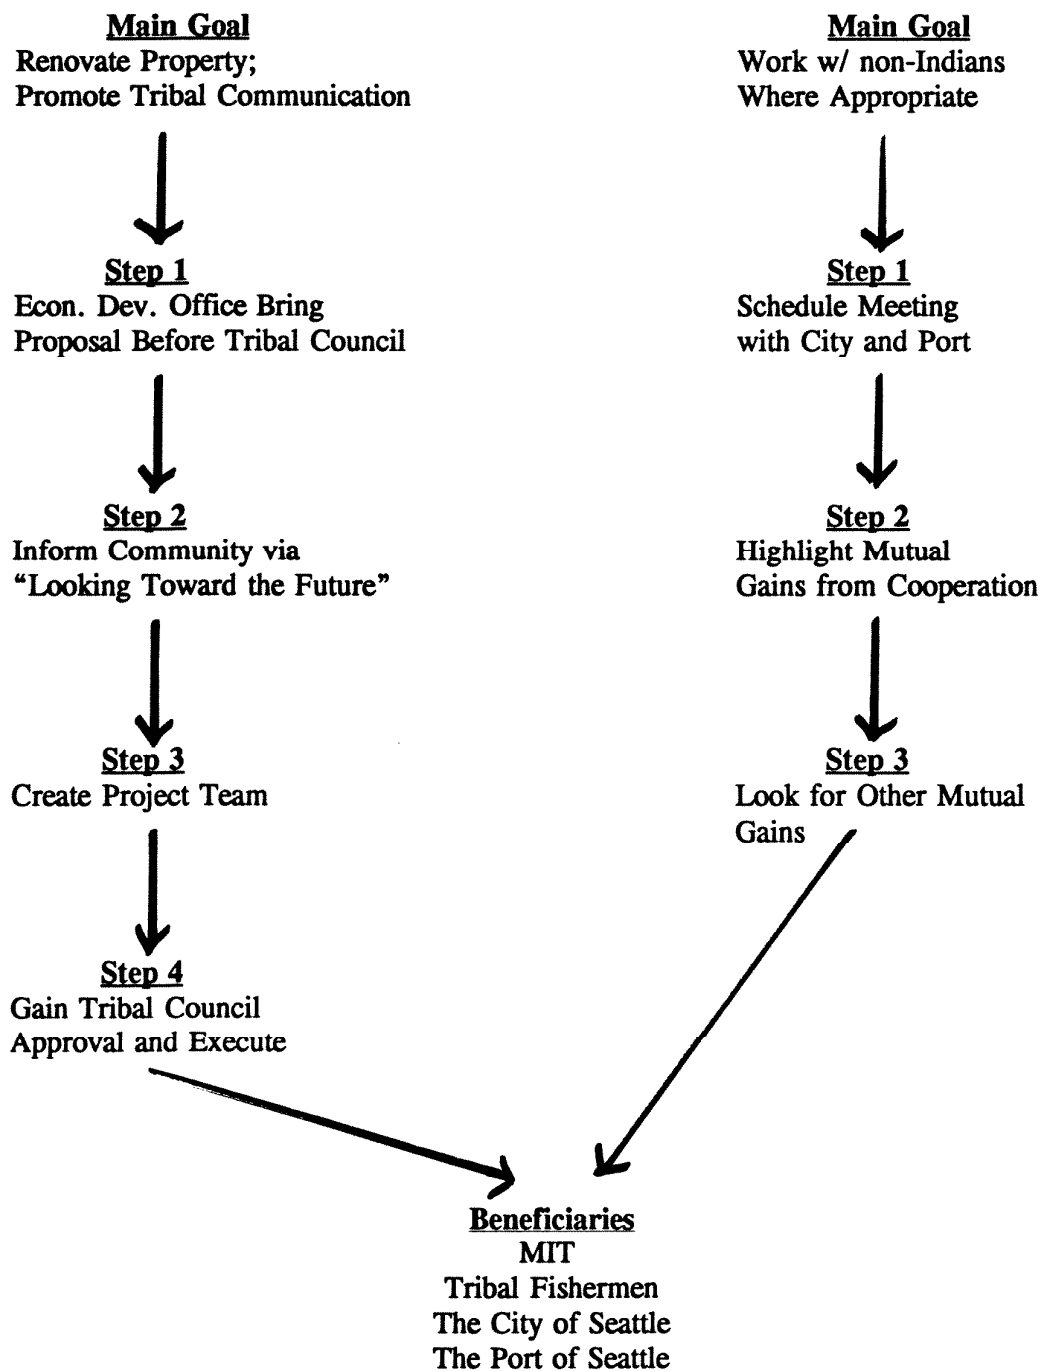 Main Goal
Renovate Property;
Promote Tribal Communication
Step 1
Econ. Dev. Office Bring
Proposal Before Tribal Council
Step 2
Inform Community via
“Looking Toward the Future”
Step 3
Create Project Team
Step 4
Gain Tribal Council
Approval and Execute
Main Goal
Work w/ non-Indians
Where Appropriate
Step 1
Schedule Meeting
with City and Port
Step 2
Highlight Mutual
Gains from Cooperation
Step 3
Look for Other Mutual
Gains
Beneficiaries
MIT
Tribal Fishermen
The City of Seattle
The Port of Seattle